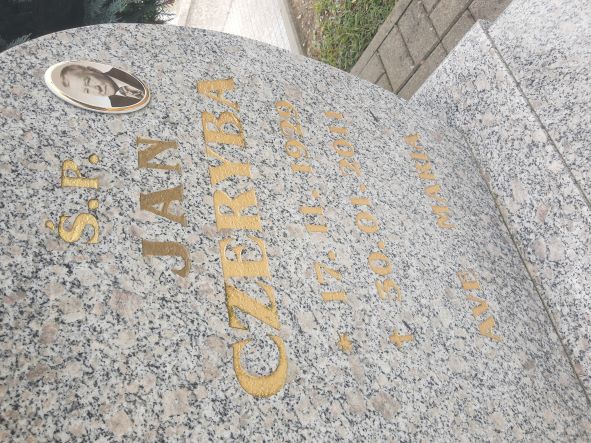 Ś.P.
JAN
CZERYBA
* 17. 11. 1929
✝ 30. 01. 2011
AVE MARIA